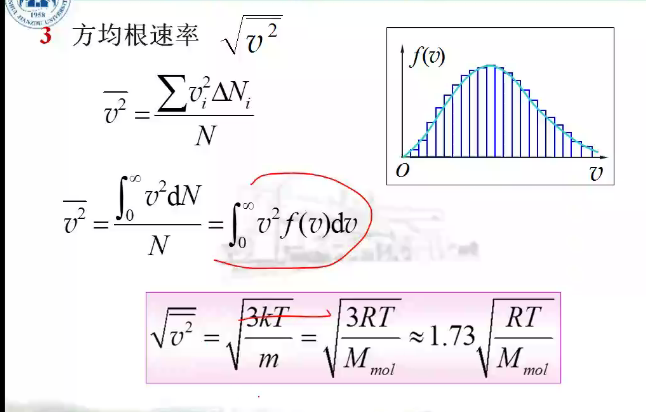 1958
3 方均根速率 $\sqrt{\overline{v^2}}$
$\overline{v^2} = \frac{\sum v_i^2 \Delta N_i}{N}$
f(v)
O v
$\overline{v^2} = \frac{\int_0^\infty v^2 dN}{N} = \int_0^\infty v^2 f(v) dv$
$\sqrt{\overline{v^2}} = \sqrt{\frac{3kT}{m}} = \sqrt{\frac{3RT}{M_{mol}}} \approx 1.73 \sqrt{\frac{RT}{M_{mol}}}$